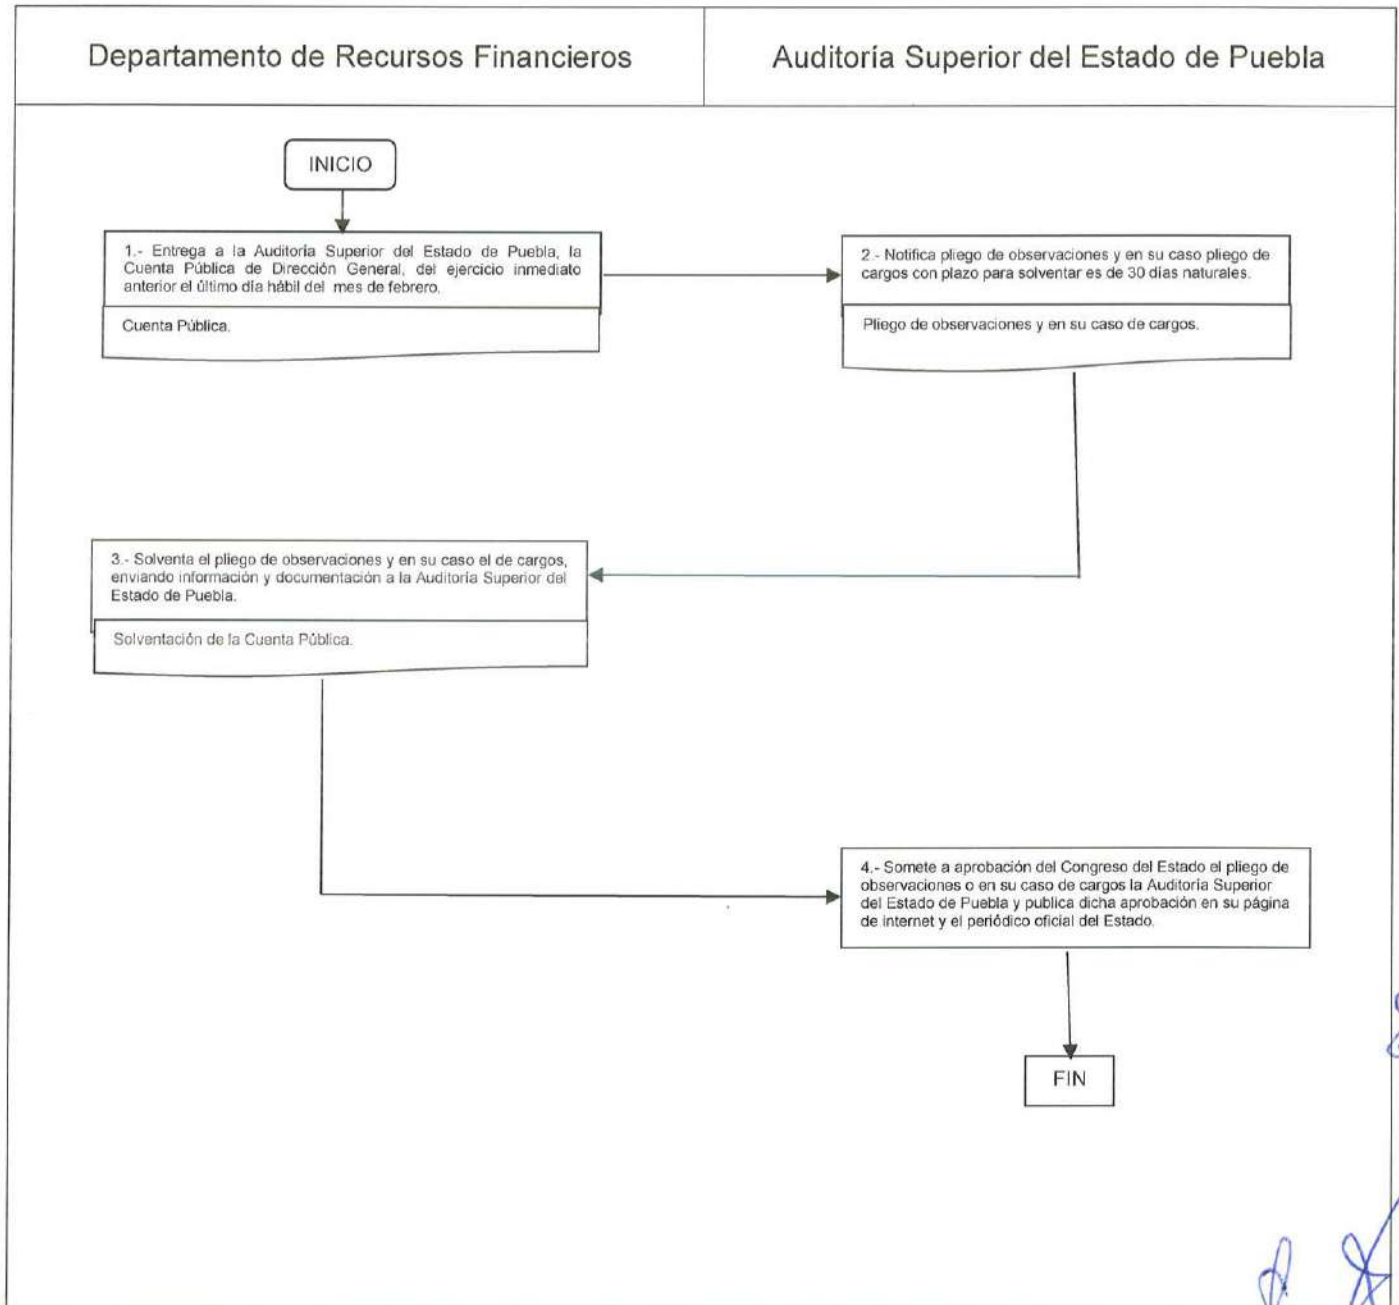 Departamento de Recursos Financieros
Auditoría Superior del Estado de Puebla
INICIO
1.- Entrega a la Auditoría Superior del Estado de Puebla, la
Cuenta Pública de Dirección General, del ejercicio inmediato
anterior el último día hábil del mes de febrero.
Cuenta Pública.
2.- Notifica pliego de observaciones y en su caso pliego de
cargos con plazo para solventar es de 30 días naturales.
Pliego de observaciones y en su caso de cargos.
3.- Solventa el pliego de observaciones y en su caso el de cargos,
enviando información y documentación a la Auditoría Superior del
Estado de Puebla.
Solventación de la Cuenta Pública.
4.- Somete a aprobación del Congreso del Estado el pliego de
observaciones o en su caso de cargos la Auditoría Superior
del Estado de Puebla y publica dicha aprobación en su página
de internet y el periódico oficial del Estado.
FIN